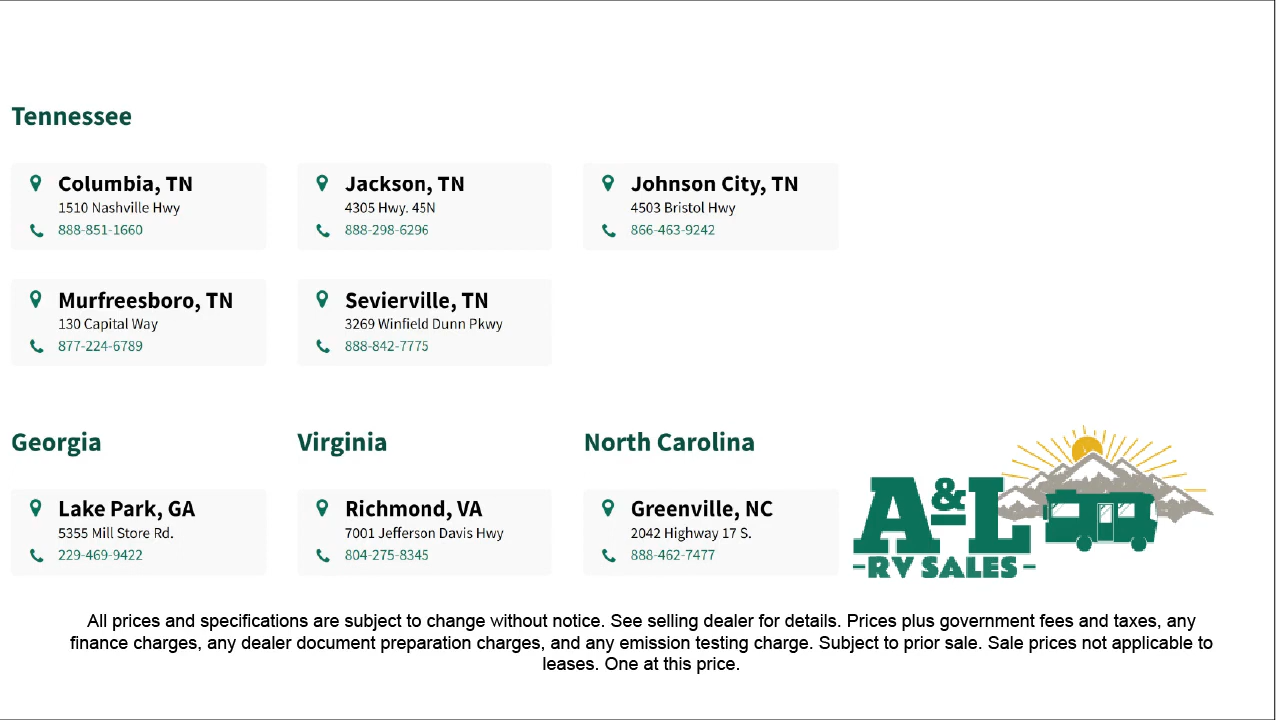 Tennessee
Columbia, TN
1510 Nashville Hwy
888-851-1660
Jackson, TN
4305 Hwy. 45N
888-298-6296
Johnson City, TN
4503 Bristol Hwy
866-463-9242
Murfreesboro, TN
130 Capital Way
877-224-6789
Sevierville, TN
3269 Winfield Dunn Pkwy
888-842-7775
Georgia
Lake Park, GA
5355 Mill Store Rd.
229-469-9422
Virginia
Richmond, VA
7001 Jefferson Davis Hwy
804-275-8345
North Carolina
Greenville, NC
2042 Highway 17 S.
888-462-7477
A&L
-RV SALES-
All prices and specifications are subject to change without notice. See selling dealer for details. Prices plus government fees and taxes, any
finance charges, any dealer document preparation charges, and any emission testing charge. Subject to prior sale. Sale prices not applicable to
leases. One at this price.